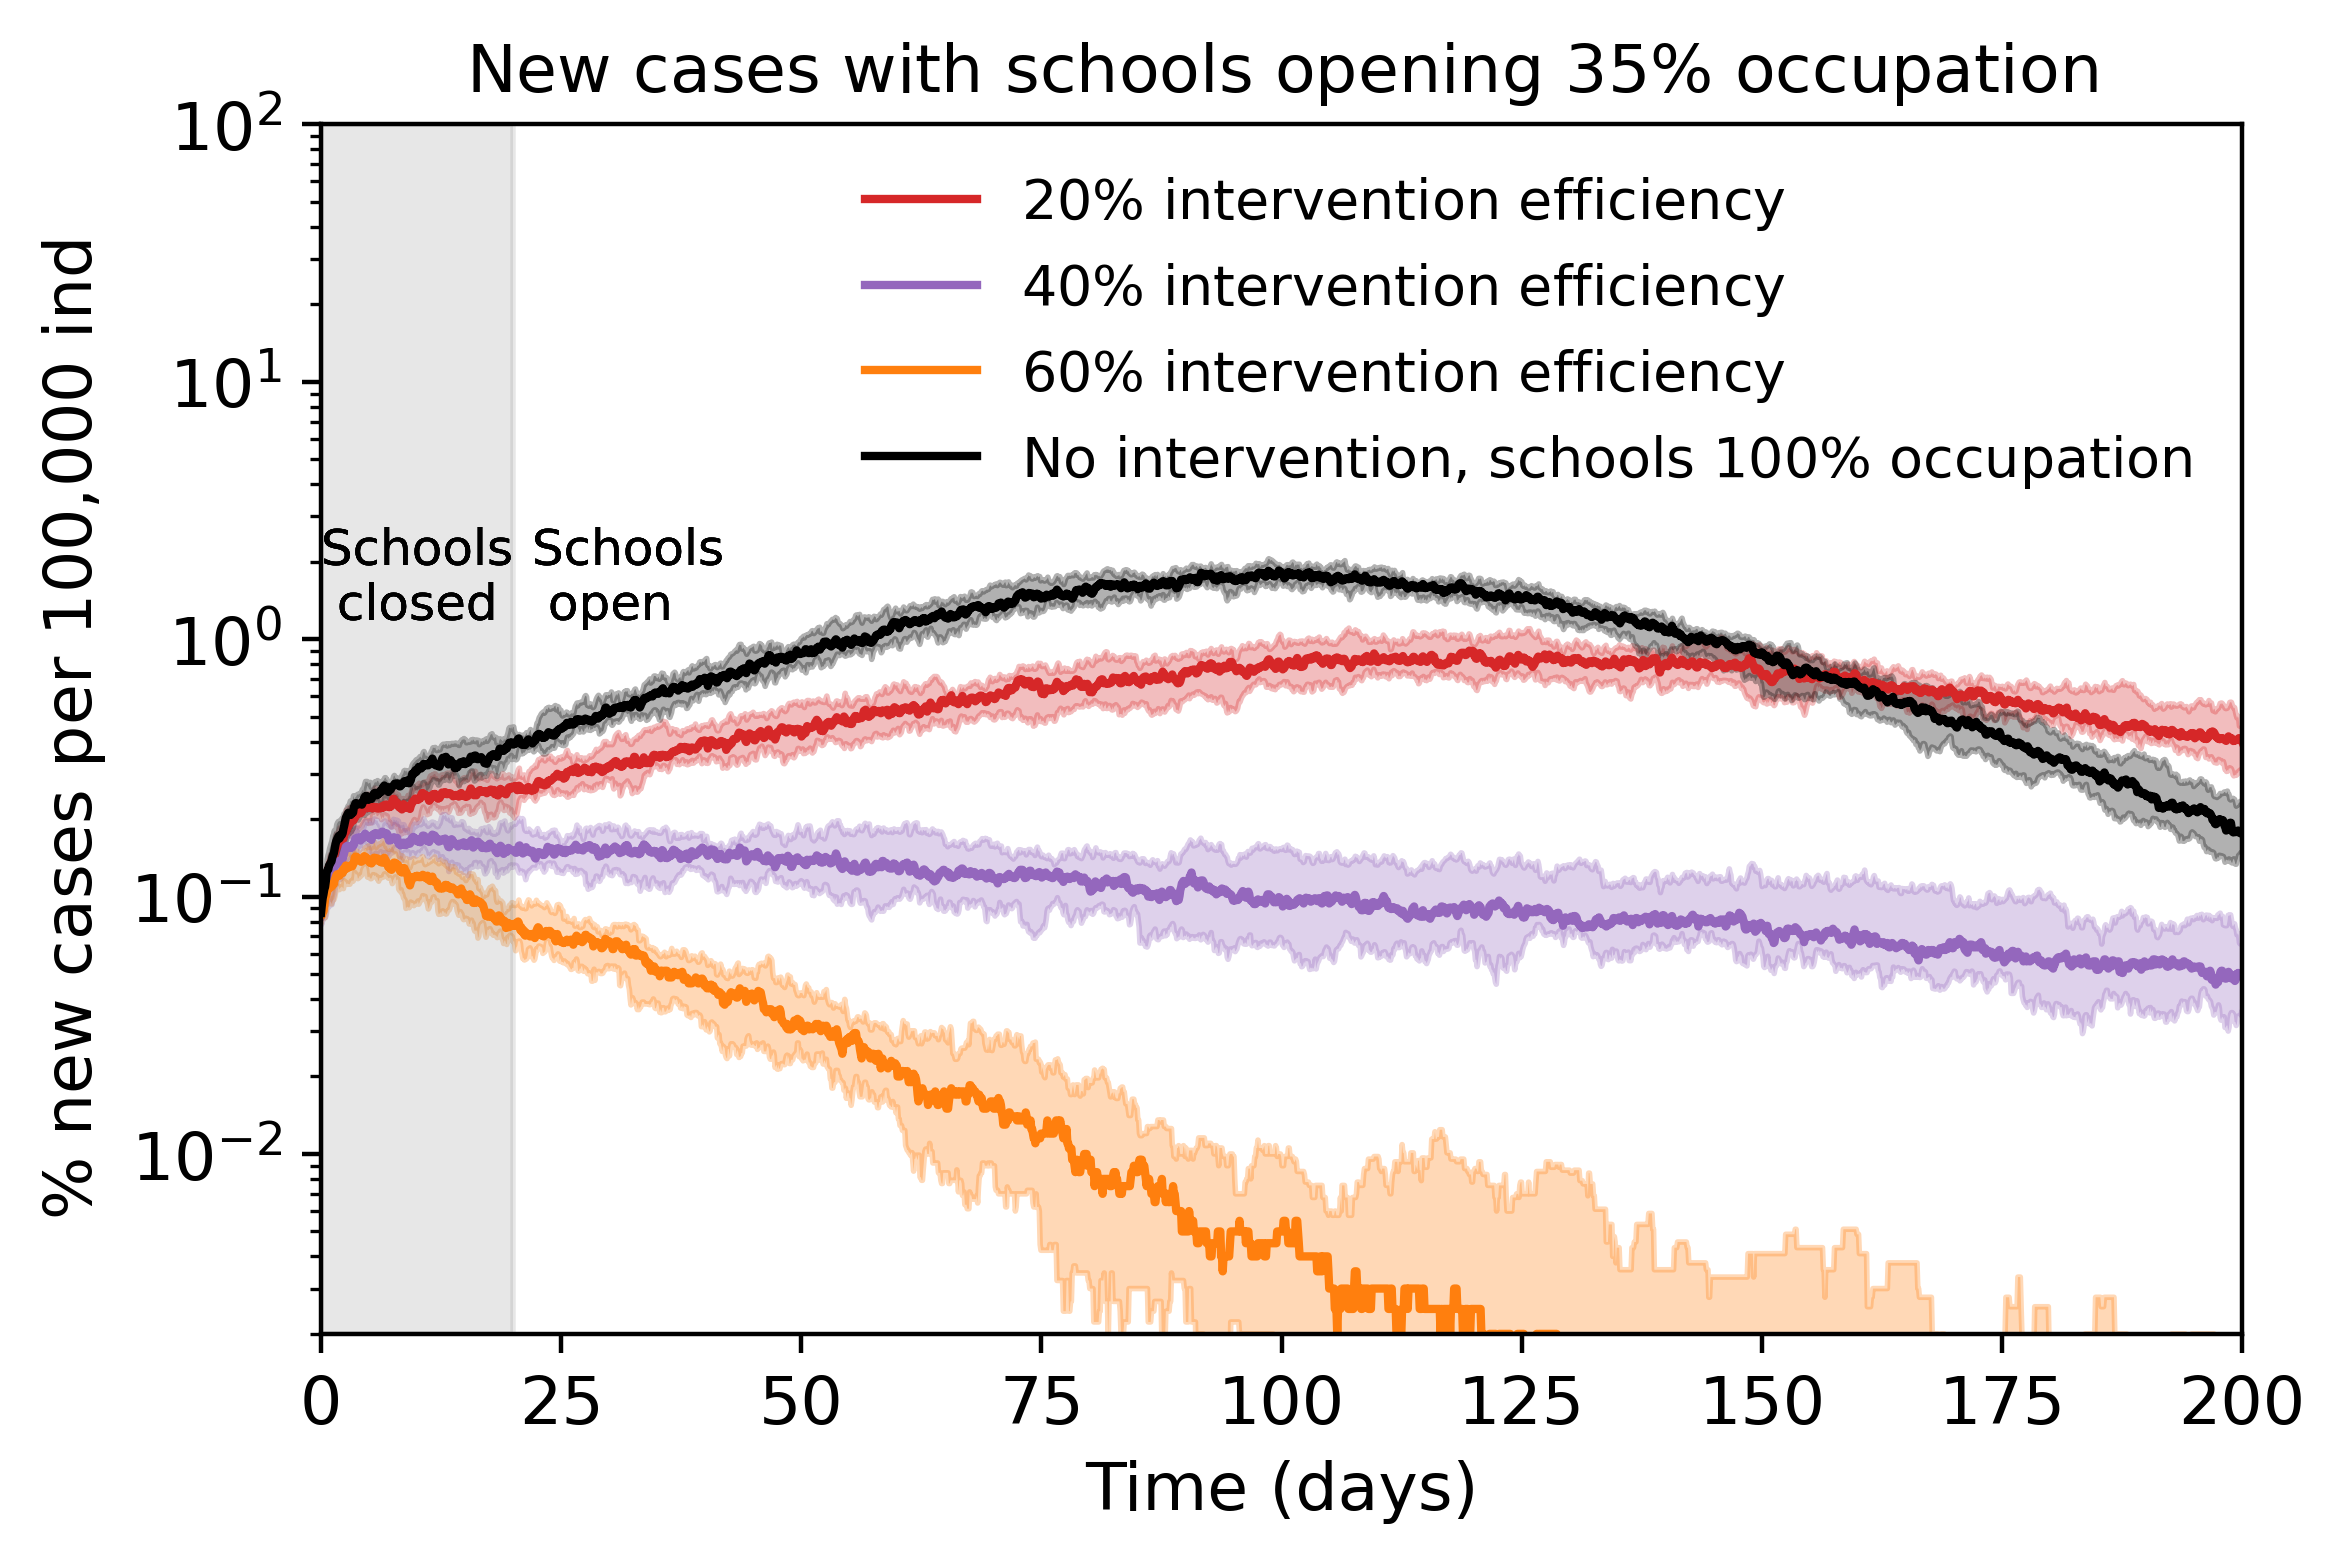 New cases with schools opening 35% occupation
% new cases per 100,000 ind
10²
10¹
10⁰
10⁻¹
10⁻²
20% intervention efficiency
40% intervention efficiency
60% intervention efficiency
No intervention, schools 100% occupation
Schools
closed
Schools
open
0 25 50 75 100 125 150 175 200
Time (days)